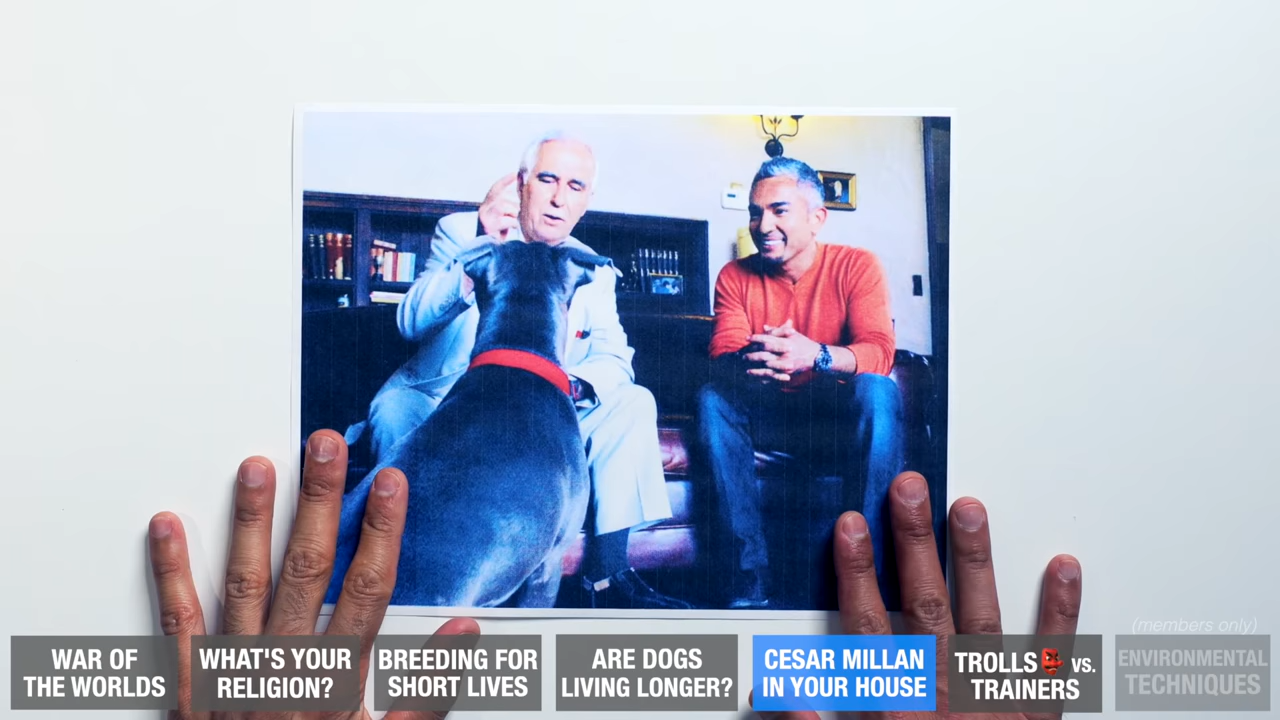 (members only)
WAR OF
THE WORLDS
WHAT'S YOUR
RELIGION?
BREEDING FOR
SHORT LIVES
ARE DOGS
LIVING LONGER?
CESAR MILLAN
IN YOUR HOUSE
TROLLS vs.
TRAINERS
ENVIRONMENTAL
TECHNIQUES